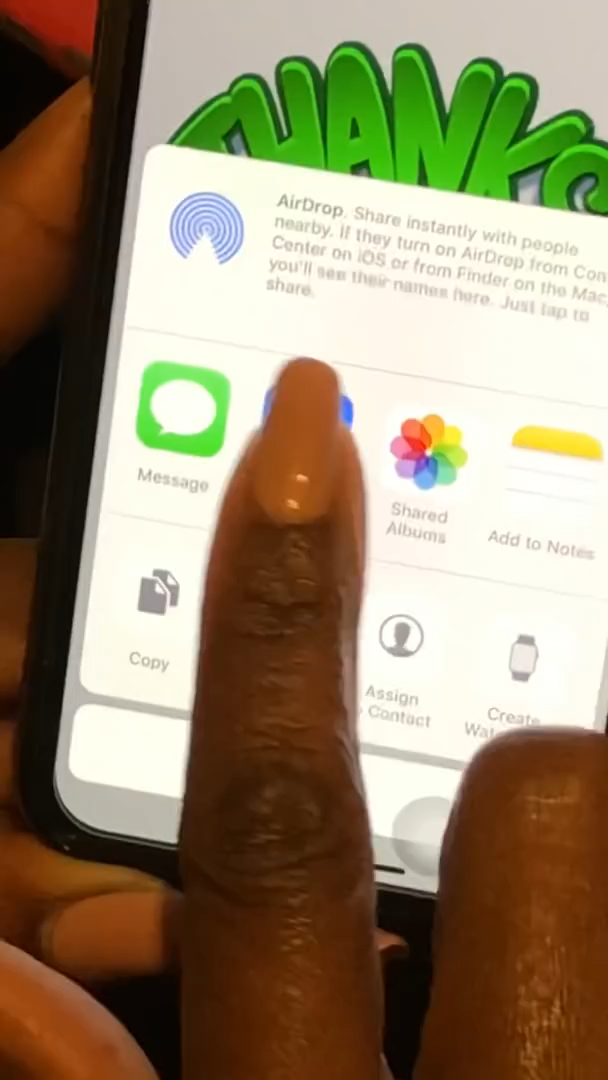 THANKS
AirDrop. Share instantly with people
nearby. If they turn on AirDrop from
Center on iOS or from Finder on the Mac,
you'll see their names here. Just tap to
share.
Message
Shared
Albums
Add to Notes
Copy
Assign
Contact
Create